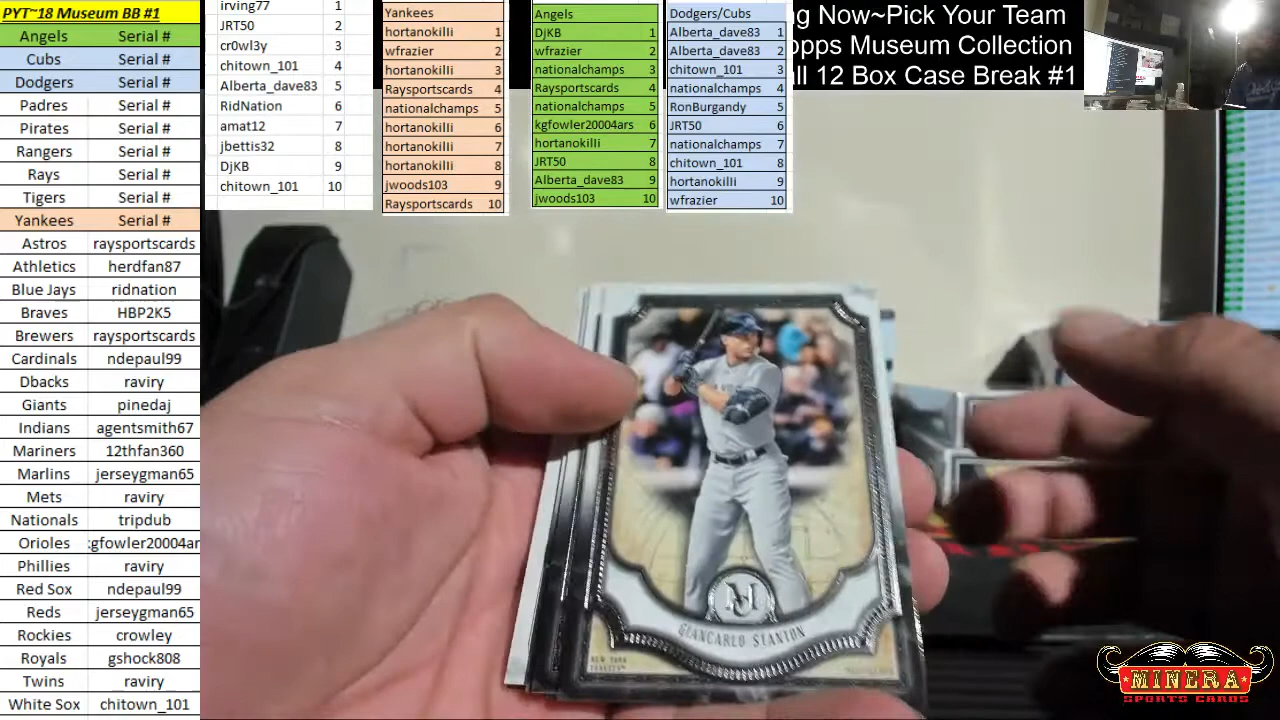 PYT~18 Museum BB #1
Angels Serial #
Cubs Serial #
Dodgers Serial #
Padres Serial #
Pirates Serial #
Rangers Serial #
Rays Serial #
Tigers Serial #
Yankees Serial #
Astros raysportscards
Athletics herdfan87
Blue Jays ridnation
Braves HBP2K5
Brewers raysportscards
Cardinals ndepaul99
Dbacks raviry
Giants pinedaj
Indians agentsmith67
Mariners 12thfan360
Marlins jerseygman65
Mets raviry
Nationals tripdub
Orioles kgfowler20004ar
Phillies raviry
Red Sox ndepaul99
Reds jerseygman65
Rockies crowley
Royals gshock808
Twins raviry
White Sox chitown_101
irving77 1
JRT50 2
cr0wl3y 3
chitown_101 4
Alberta_dave83 5
RidNation 6
amat12 7
jbettis32 8
DjKB 9
chitown_101 10
Yankees
hortanokilli 1
wfrazier 2
hortanokilli 3
Raysportscards 4
nationalchamps 5
hortanokilli 6
hortanokilli 7
hortanokilli 8
jwoods103 9
Raysportscards 10
Angels
DjKB 1
wfrazier 2
nationalchamps 3
Raysportscards 4
nationalchamps 5
kgfowler20004ars 6
hortanokilli 7
JRT50 8
Alberta_dave83 9
jwoods103 10
Dodgers/Cubs
Alberta_dave83 1
Alberta_dave83 2
chitown_101 3
nationalchamps 4
RonBurgandy 5
JRT50 6
nationalchamps 7
chitown_101 8
hortanokilli 9
wfrazier 10
ng Now~Pick Your Team
opps Museum Collection
all 12 Box Case Break #1
GIANCARLO STANTON
NEW YORK
YANKEES
MINERA
SPORTS CARDS